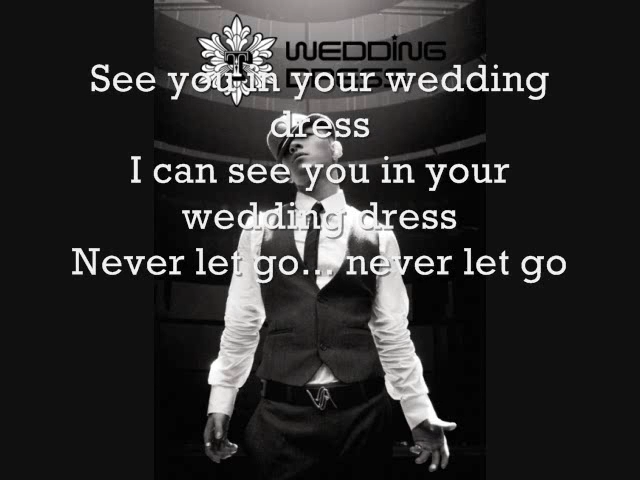 WEDDING
DRESS
See you in your wedding
dress
I can see you in your
wedding dress
Never let go... never let go